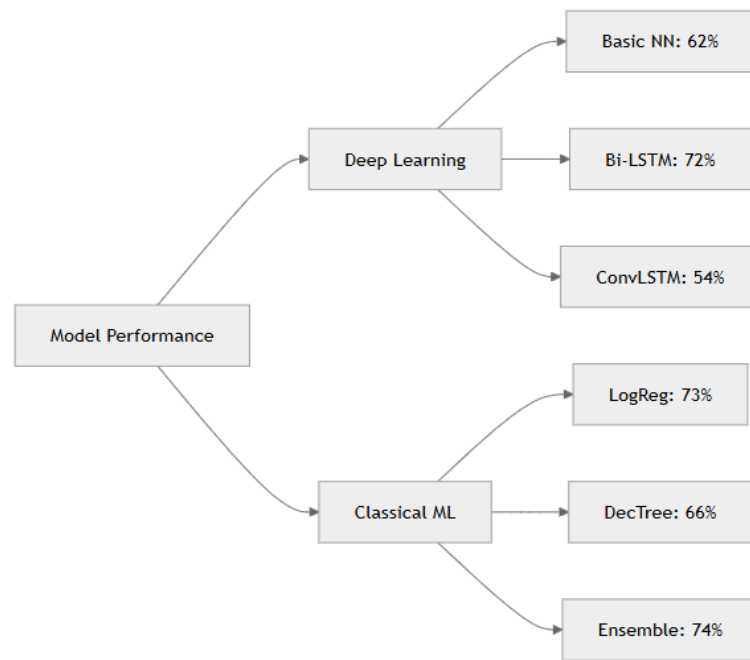 Basic NN: 62%
Deep Learning
Bi-LSTM: 72%
ConvLSTM: 54%
Model Performance
LogReg: 73%
Classical ML
DecTree: 66%
Ensemble: 74%